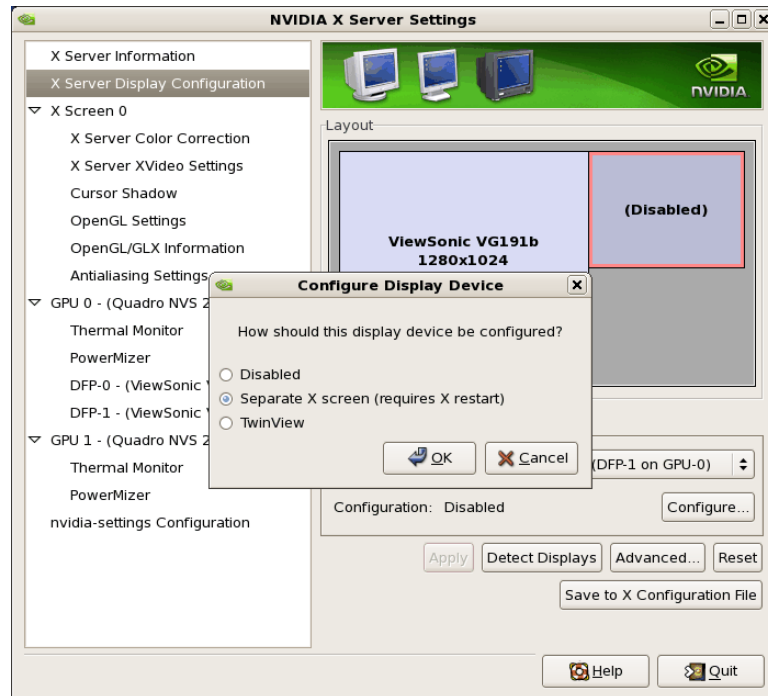 NVIDIA X Server Settings
X Server Information
X Server Display Configuration
X Screen 0
X Server Color Correction
X Server XVideo Settings
Cursor Shadow
OpenGL Settings
OpenGL/GLX Information
Antialiasing Settings
GPU 0 - (Quadro NVS 2
Thermal Monitor
PowerMizer
DFP-0 - (ViewSonic
DFP-1 - (ViewSonic
GPU 1 - (Quadro NVS 2
Thermal Monitor
PowerMizer
nvidia-settings Configuration
NVIDIA
Layout
ViewSonic VG191b
1280x1024
(Disabled)
Configure Display Device
How should this display device be configured?
Disabled
Separate X screen (requires X restart)
TwinView
OK
Cancel
(DFP-1 on GPU-0)
Configuration: Disabled
Configure...
Apply
Detect Displays
Advanced...
Reset
Save to X Configuration File
Help
Quit